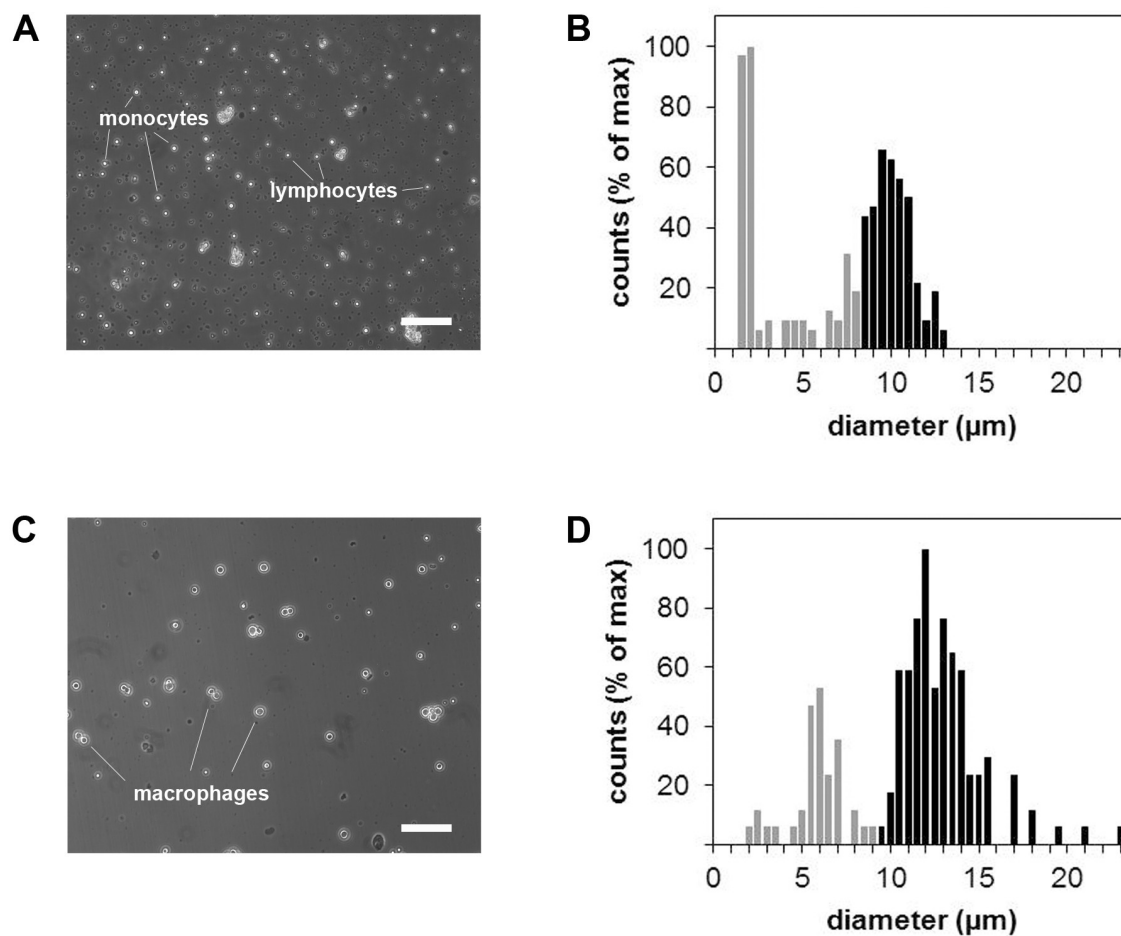 A
monocytes
lymphocytes
B
counts (% of max)
100
80
60
40
20
0 5 10 15 20
diameter (µm)
C
macrophages
D
counts (% of max)
100
80
60
40
20
0 5 10 15 20
diameter (µm)